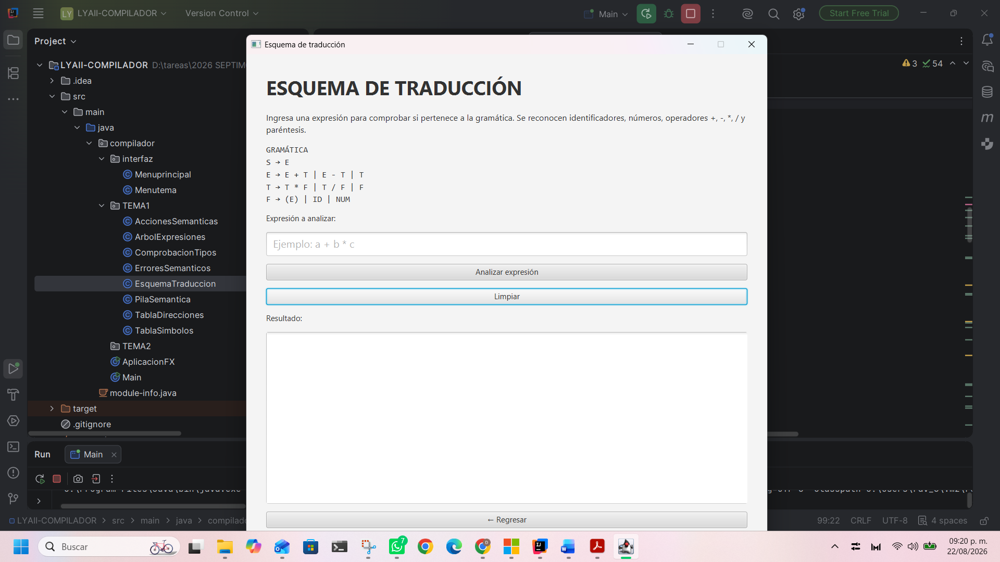 LY LYAII-COMPILADOR
Version Control
Main
Start Free Trial
Project
LYAII-COMPILADOR D:\tareas\2026 SEPTIM
.idea
src
main
java
compilador
interfaz
Menuprincipal
Menutema
TEMA1
AccionesSemanticas
ArbolExpresiones
ComprobacionTipos
ErroresSemanticos
EsquemaTraduccion
PilaSemantica
TablaDirecciones
TablaSimbolos
TEMA2
AplicacionFX
Main
module-info.java
target
.gitignore
3 54
Esquema de traducción
ESQUEMA DE TRADUCCIÓN
Ingresa una expresión para comprobar si pertenece a la gramática. Se reconocen identificadores, números, operadores +, -, *, / y
paréntesis.
GRAMÁTICA
S → E
E → E + T | E - T | T
T → T * F | T / F | F
F → (E) | ID | NUM
Expresión a analizar:
Ejemplo: a + b * c
Analizar expresión
Limpiar
Resultado:
← Regresar
Run
Main
LYAII-COMPILADOR > src > main > java > compilado
99:22 CRLF UTF-8 4 spaces
Buscar
7
09:20 p. m.
22/08/2026